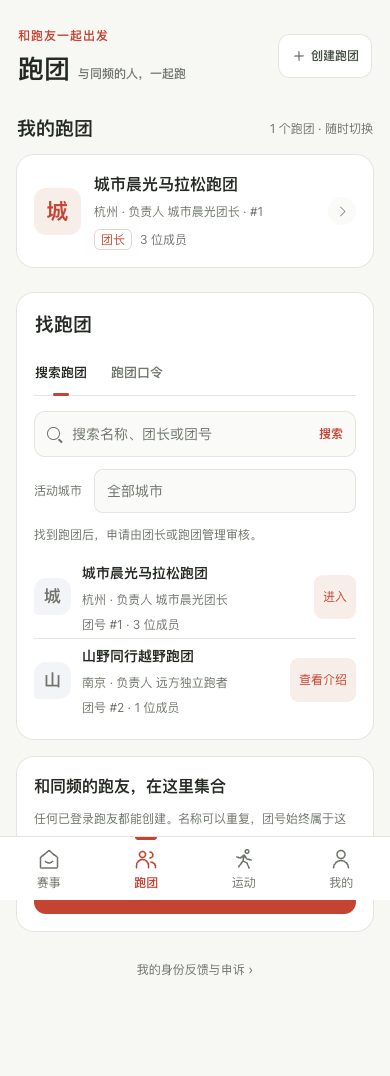 和跑友一起出发
跑团 与同频的人，一起跑
＋ 创建跑团
我的跑团
1 个跑团 · 随时切换
城
城市晨光马拉松跑团
杭州 · 负责人 城市晨光团长 · #1
团长 3 位成员
找跑团
搜索跑团 跑团口令
搜索名称、团长或团号 搜索
活动城市 全部城市
找到跑团后，申请由团长或跑团管理审核。
城
城市晨光马拉松跑团
杭州 · 负责人 城市晨光团长
团号 #1 · 3 位成员
进入
山
山野同行越野跑团
南京 · 负责人 远方独立跑者
团号 #2 · 1 位成员
查看介绍
和同频的跑友，在这里集合
任何已登录跑友都能创建。名称可以重复，团号始终属于这
赛事 跑团 运动 我的
我的身份反馈与申诉 ›